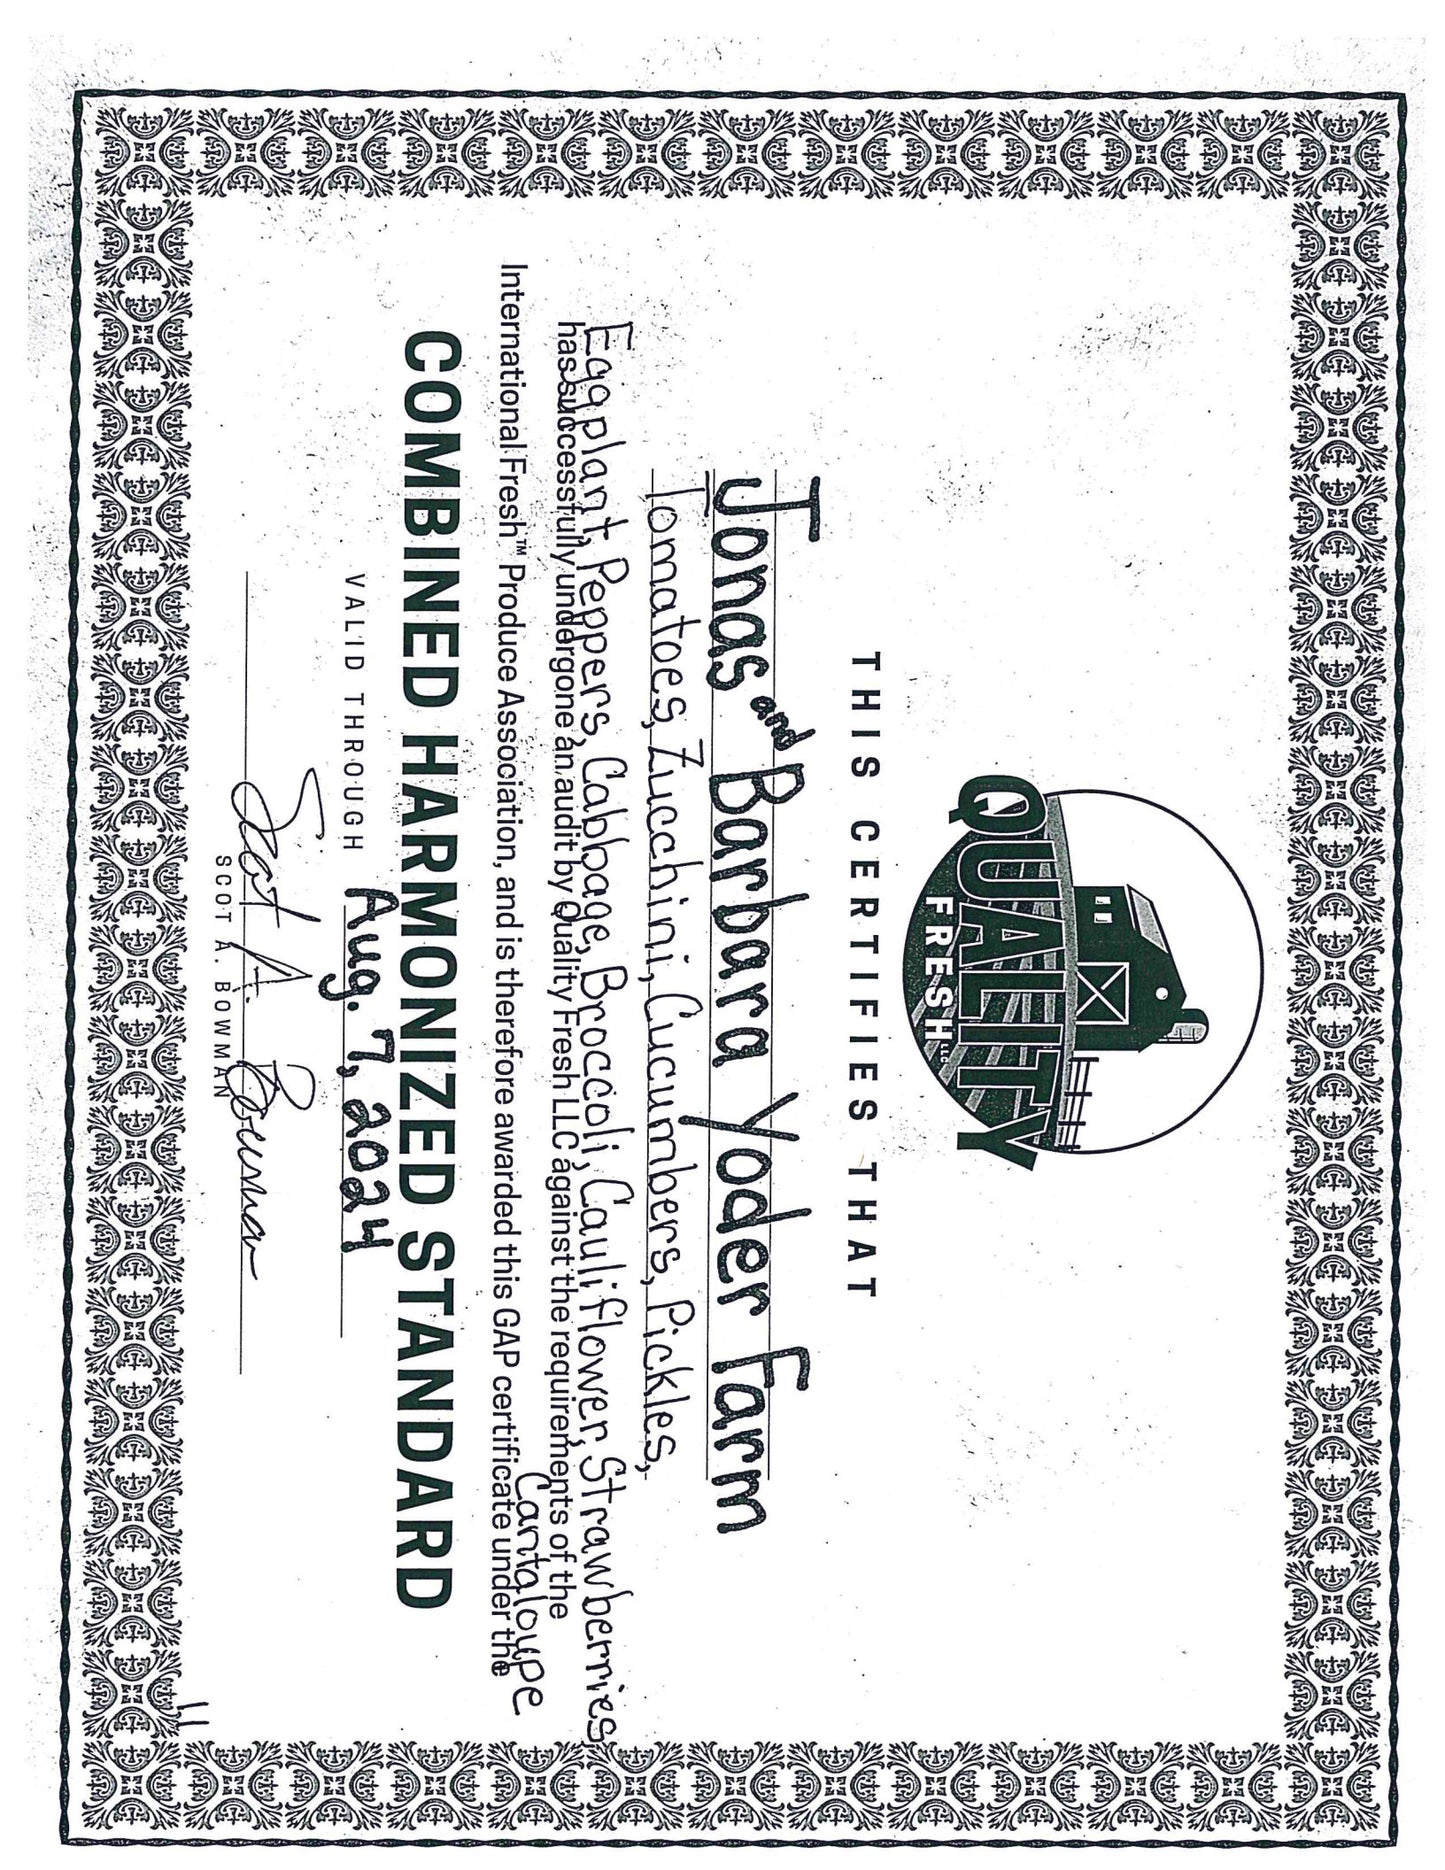 QUALITY
FRESH LLC
THIS CERTIFIES THAT
Jonas and Barbara Yoder Farm
Tomatoes, Zucchini, Cucumbers, Pickles,
Eggplant, Peppers, Cabbage, Broccoli, Cauliflower, Strawberries
has successfully undergone an audit by Quality Fresh LLC against the requirements of the
Cantaloupe
International Fresh™ Produce Association, and is therefore awarded this GAP certificate under the
COMBINED HARMONIZED STANDARD
VALID THROUGH Aug. 7, 2024
Scot A. Bowman
SCOT A. BOWMAN
11